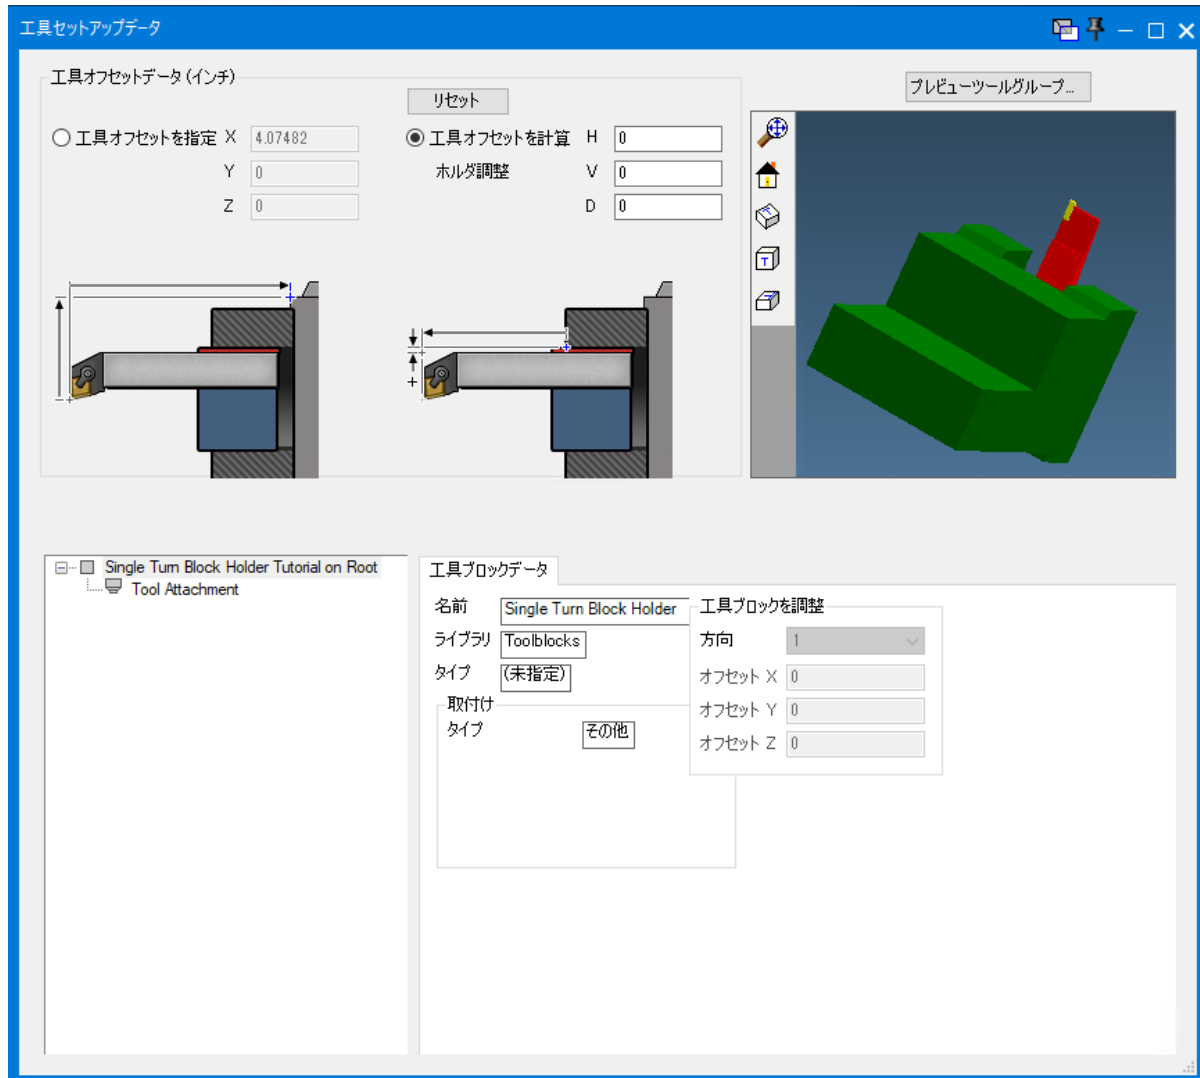 工具セットアップデータ
工具オフセットデータ (インチ)
リセット
プレビューツールグループ...
工具オフセットを指定 X 4.07482
Y 0
Z 0
工具オフセットを計算 H 0
ホルダ調整 V 0
D 0
T
Single Turn Block Holder Tutorial on Root
Tool Attachment
工具ブロックデータ
名前 Single Turn Block Holder
ライブラリ Toolblocks
タイプ (未指定)
取付け
タイプ その他
工具ブロックを調整
方向 1
オフセット X 0
オフセット Y 0
オフセット Z 0